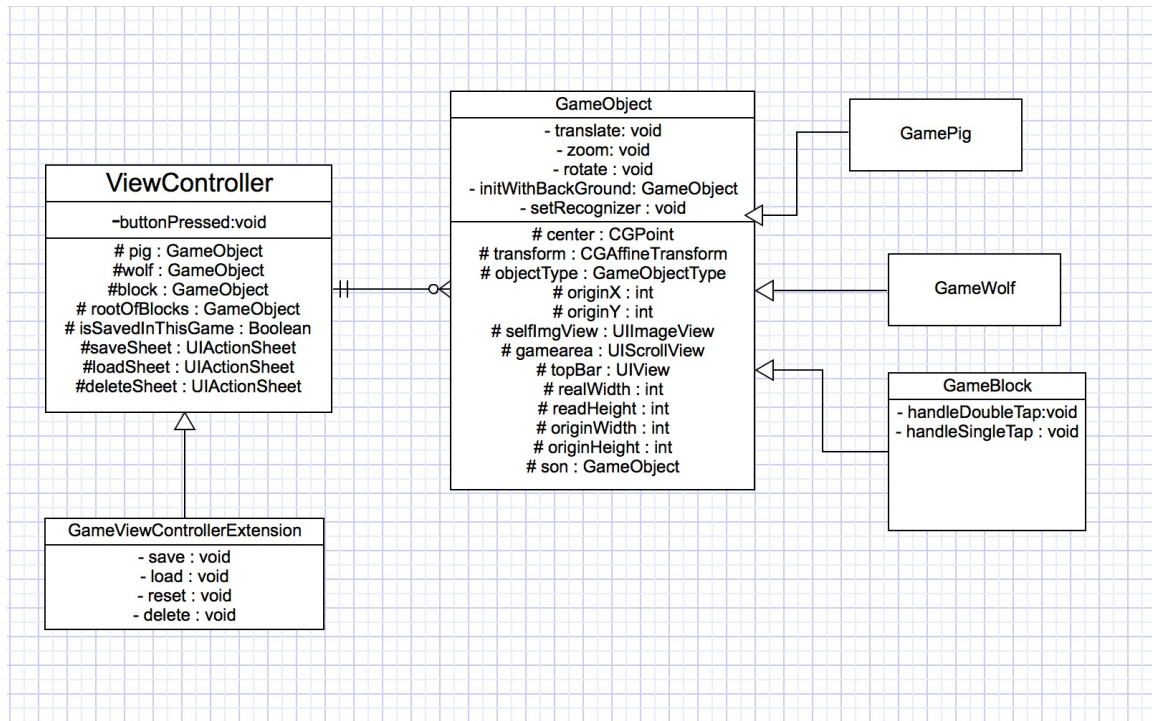 ViewController
-buttonPressed:void
# pig : GameObject
#wolf : GameObject
#block : GameObject
# rootOfBlocks : GameObject
# isSavedInThisGame : Boolean
#saveSheet : UIActionSheet
#loadSheet : UIActionSheet
#deleteSheet : UIActionSheet
GameViewControllerExtension
- save : void
- load : void
- reset : void
- delete : void
GameObject
- translate: void
- zoom: void
- rotate : void
- initWithBackGround: GameObject
- setRecognizer : void
# center : CGPoint
# transform : CGAffineTransform
# objectType : GameObjectType
# originX : int
# originY : int
# selfImgView : UIImageView
# gamearea : UIScrollView
# topBar : UIView
# realWidth : int
# readHeight : int
# originWidth : int
# originHeight : int
# son : GameObject
GamePig
GameWolf
GameBlock
- handleDoubleTap:void
- handleSingleTap : void